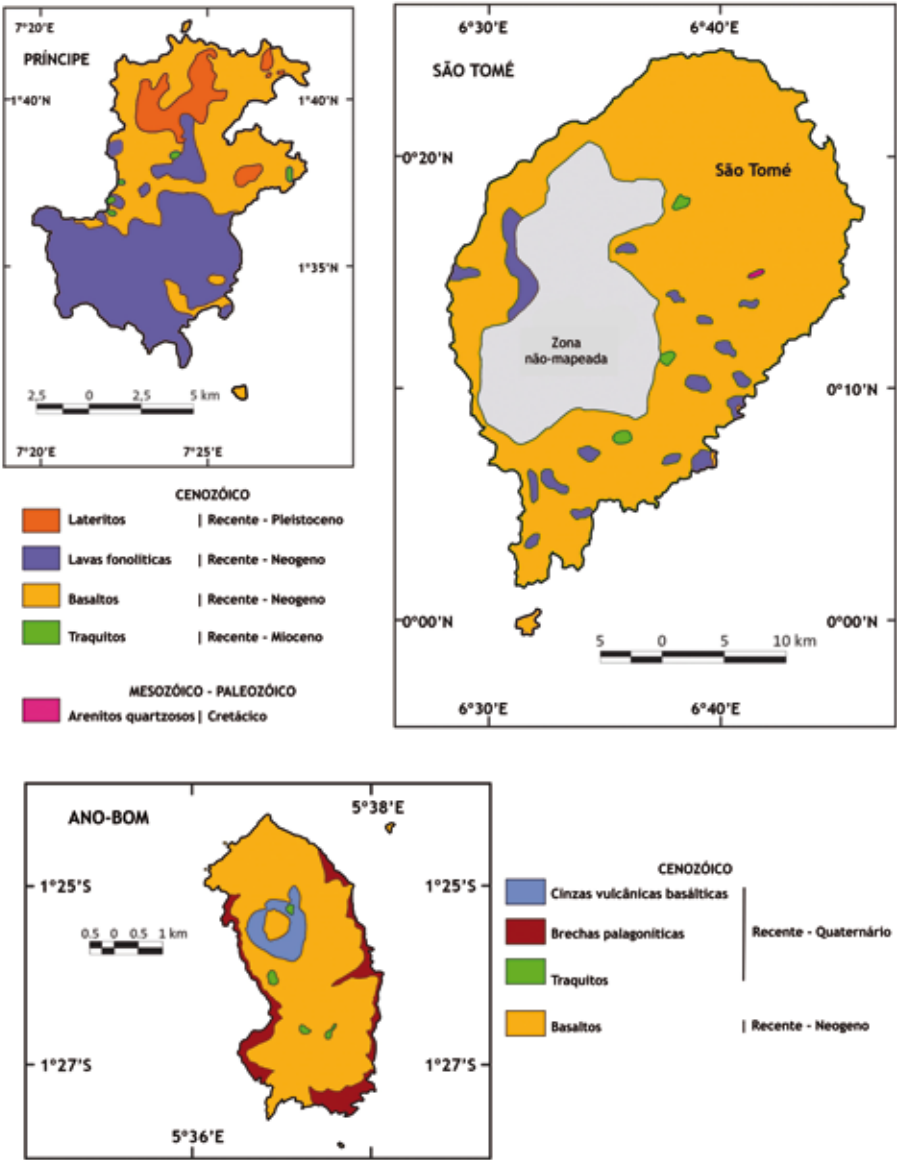 7°20'E
PRÍNCIPE
1°40'N
1°40'N
1°35'N
2,5 0 2,5 5 km
7°20'E 7°25'E
6°30'E 6°40'E
SÃO TOMÉ
0°20'N
São Tomé
Zona
não-mapeada
0°10'N
0°00'N 0°00'N
5 0 5 10 km
6°30'E 6°40'E
CENOZÓICO
Lateritos | Recente - Pleistoceno
Lavas fonolíticas | Recente - Neogeno
Basaltos | Recente - Neogeno
Traquitos | Recente - Mioceno
MESOZÓICO - PALEOZÓICO
Arenitos quartzosos | Cretácico
ANO-BOM
5°38'E
1°25'S 1°25'S
0.5 0 0.5 1 km
1°27'S 1°27'S
5°36'E
CENOZÓICO
Cinzas vulcânicas basálticas
Brechas palagoníticas
Recente - Quaternário
Traquitos
Basaltos | Recente - Neogeno